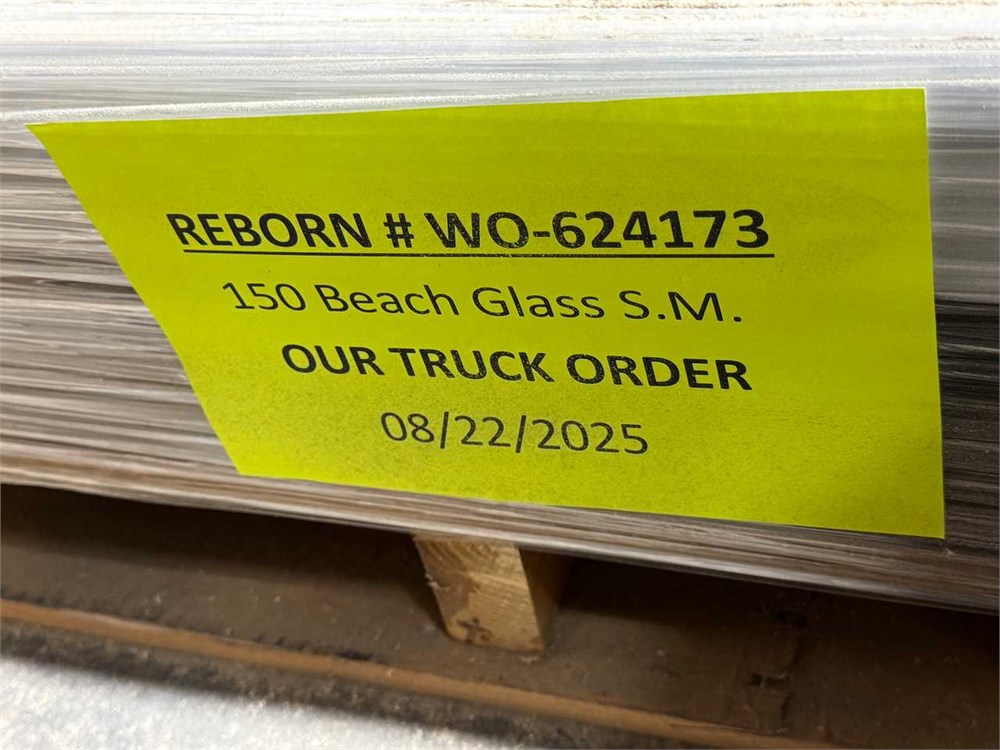 REBORN # WO-624173
150 Beach Glass S.M.
OUR TRUCK ORDER
08/22/2025